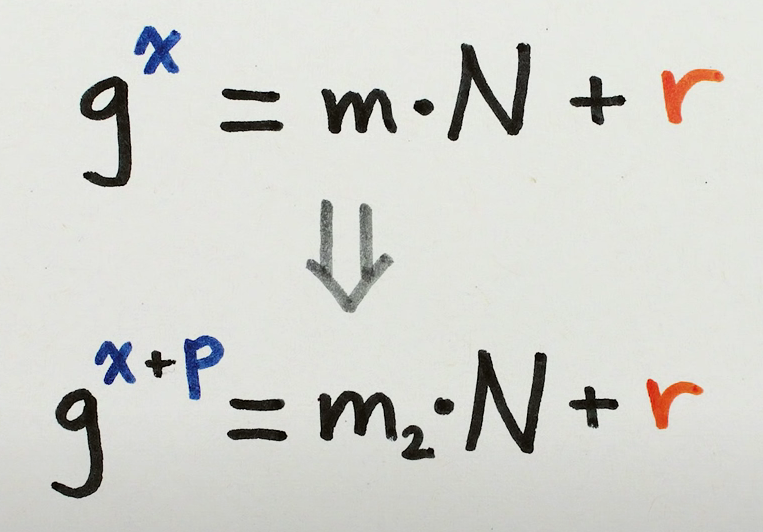 g^x = m·N + r
⇓
g^(x+p) = m₂·N + r